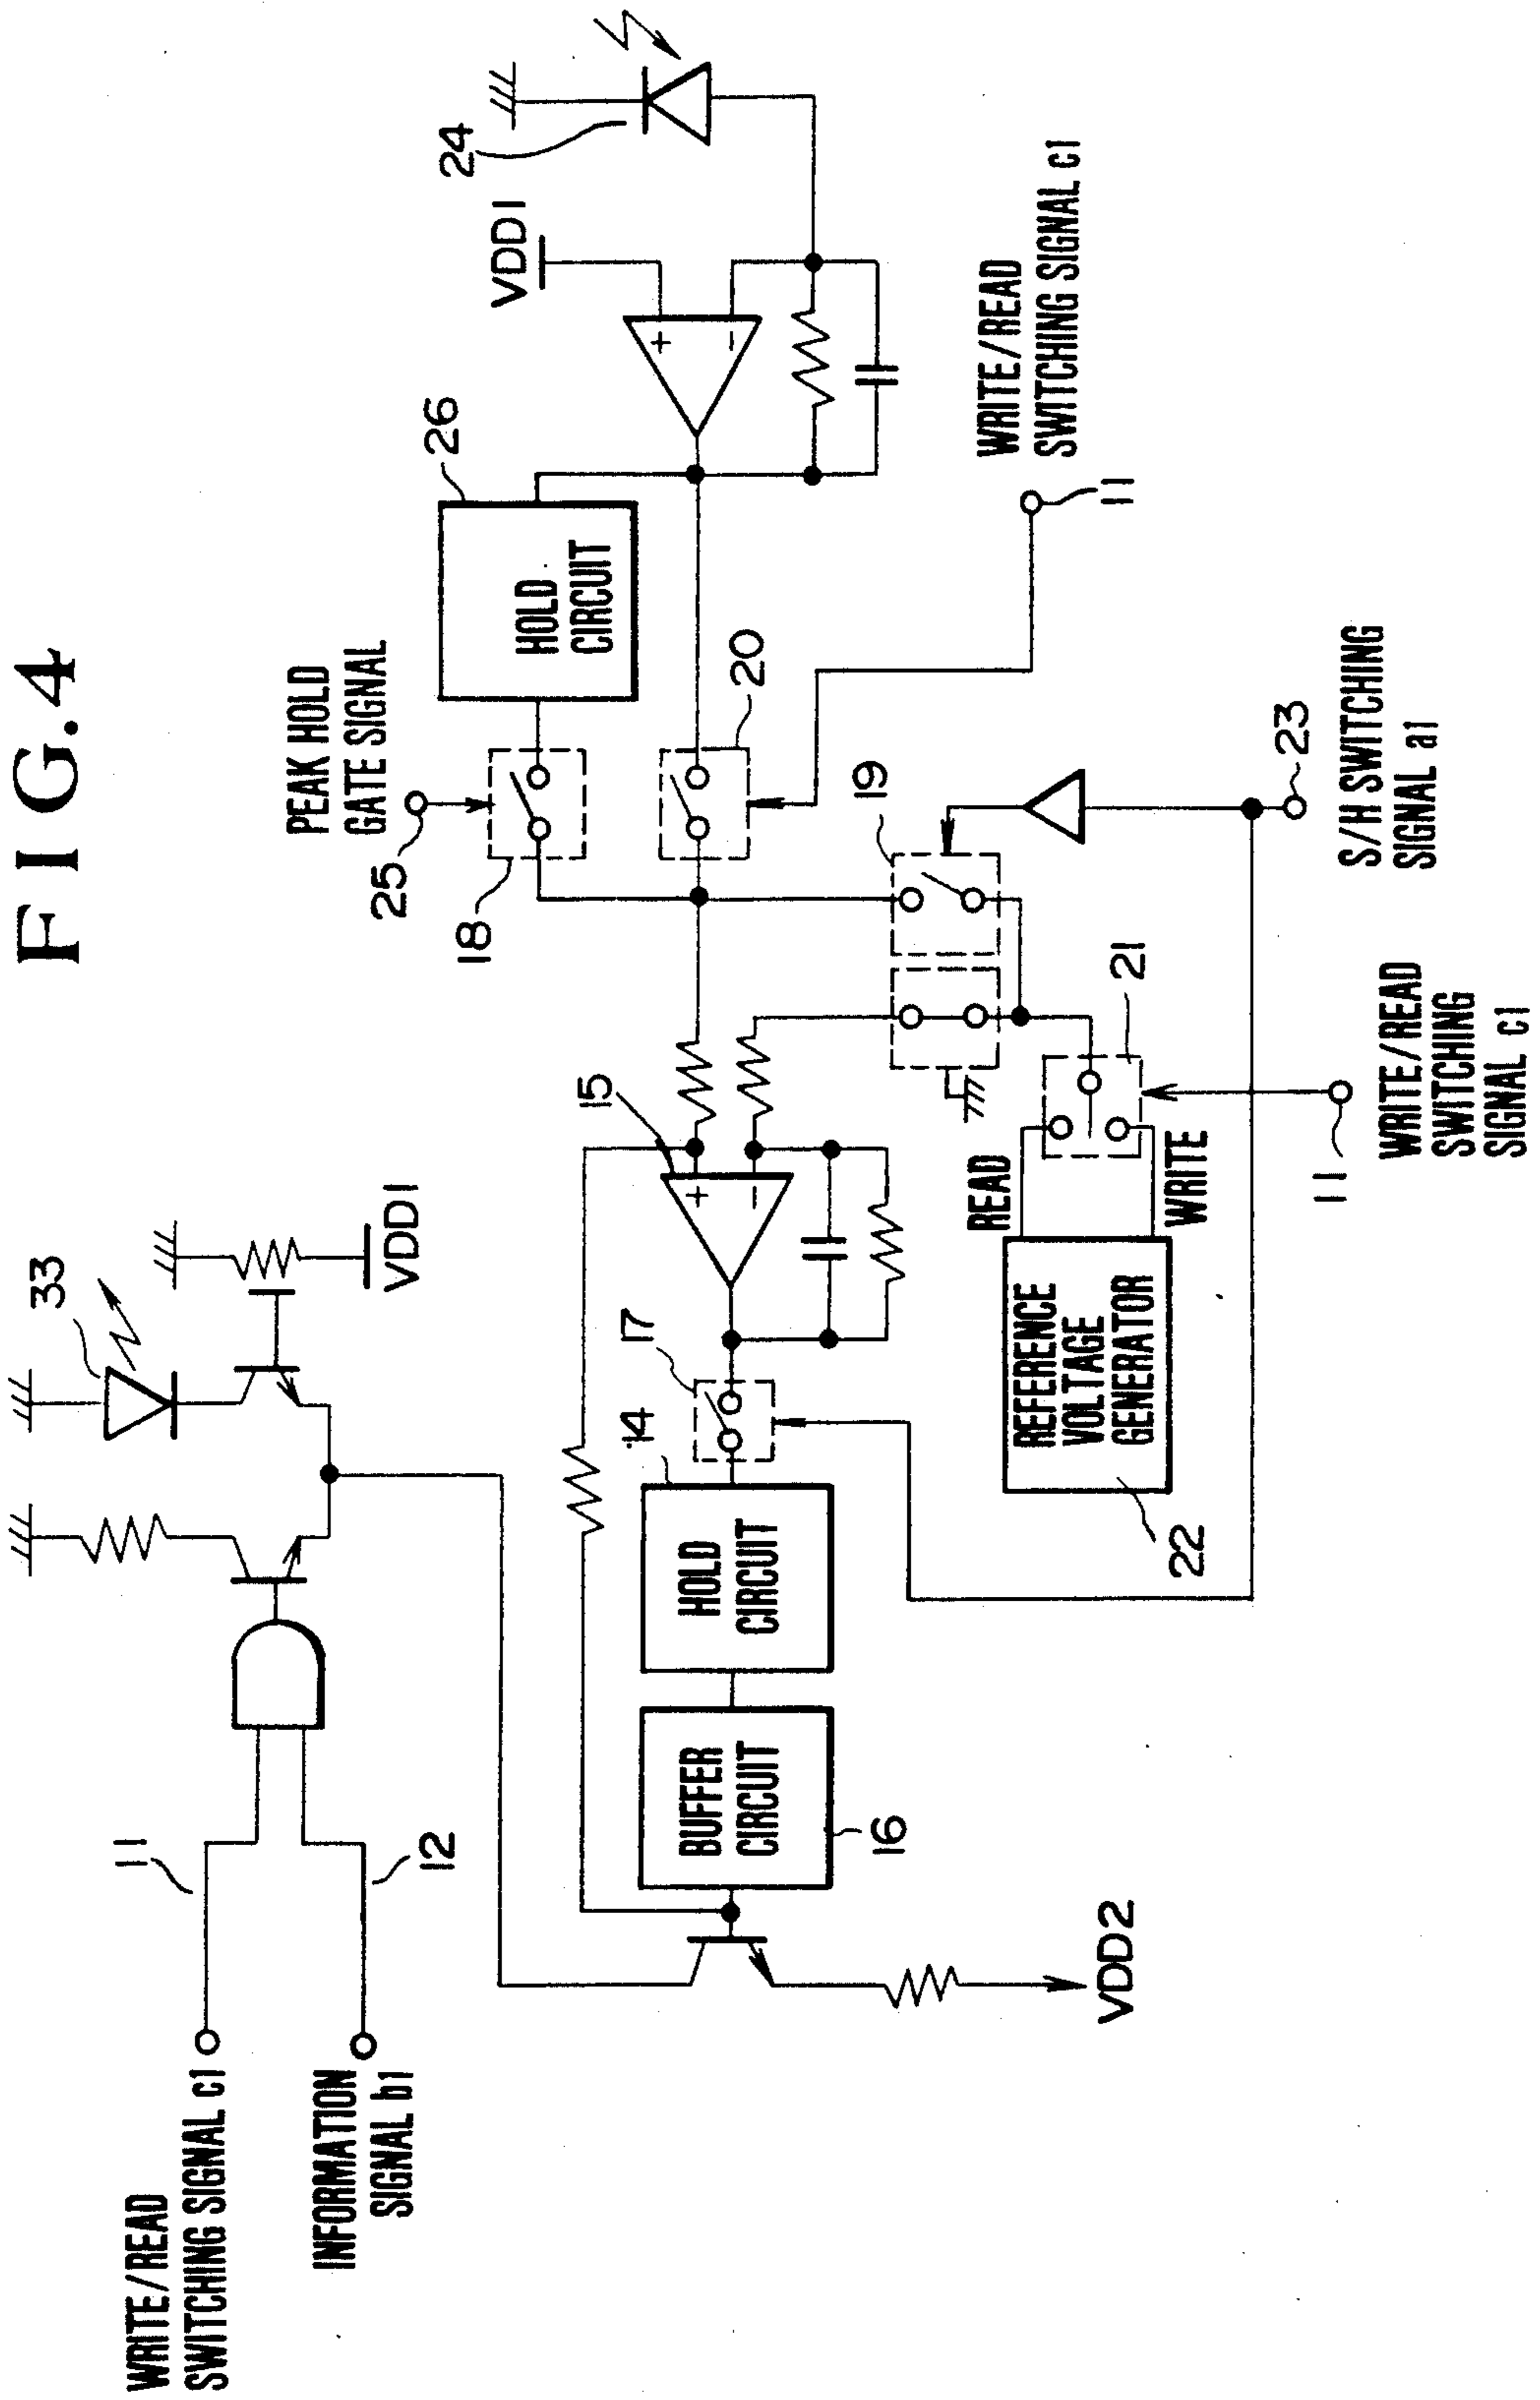 FIG.4
WRITE/READ
SWITCHING SIGNAL c1
11
INFORMATION
SIGNAL b1
12
33
VDD1
PEAK HOLD
GATE SIGNAL
25
18
26
HOLD
CIRCUIT
VDD1
24
+
−
20
15
+
−
17
14
HOLD
CIRCUIT
BUFFER
CIRCUIT
16
VDD2
19
WRITE/READ
SWITCHING SIGNAL c1
11
READ
WRITE
21
REFERENCE
VOLTAGE
GENERATOR
22
11
WRITE/READ
SWITCHING
SIGNAL c1
23
S/H SWITCHING
SIGNAL a1